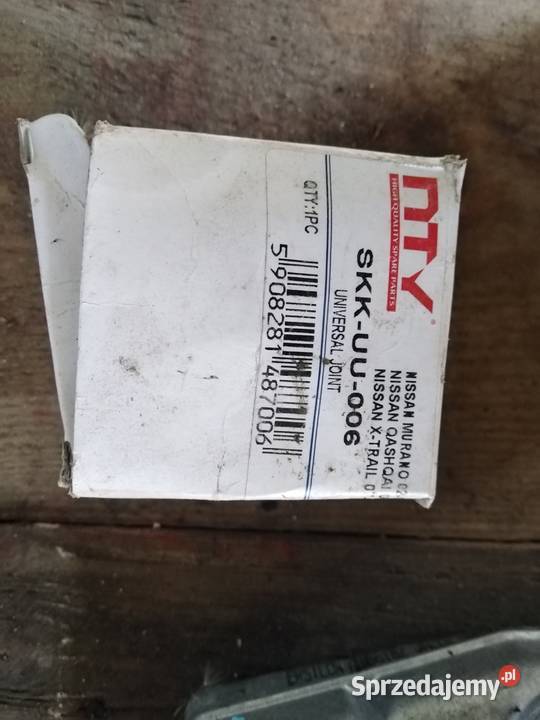 NTY®
HIGH QUALITY SPARE PARTS
NISSAN MURANO
NISSAN QASHQAI
NISSAN X-TRAIL
SKK-UU-006
UNIVERSAL JOINT
QTY:1PC
5 908281 487006
Sprzedajemy.pl